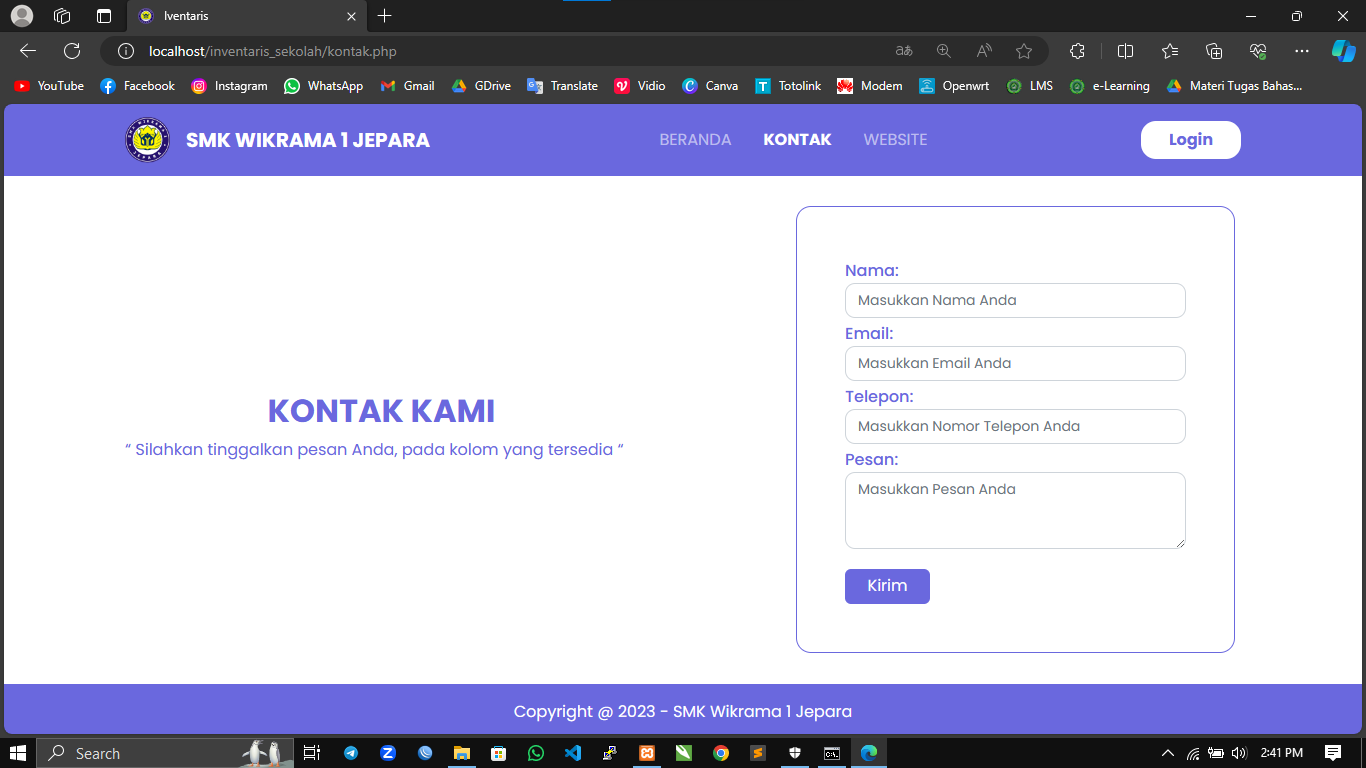 Iventaris
localhost/inventaris_sekolah/kontak.php
YouTube Facebook Instagram WhatsApp Gmail GDrive Translate Vidio Canva Totolink Modem Openwrt LMS e-Learning Materi Tugas Bahas...
SMK WIKRAMA 1 JEPARA BERANDA KONTAK WEBSITE Login
KONTAK KAMI
“ Silahkan tinggalkan pesan Anda, pada kolom yang tersedia “
Nama:
Masukkan Nama Anda
Email:
Masukkan Email Anda
Telepon:
Masukkan Nomor Telepon Anda
Pesan:
Masukkan Pesan Anda
Kirim
Copyright @ 2023 - SMK Wikrama 1 Jepara
Search 2:41 PM